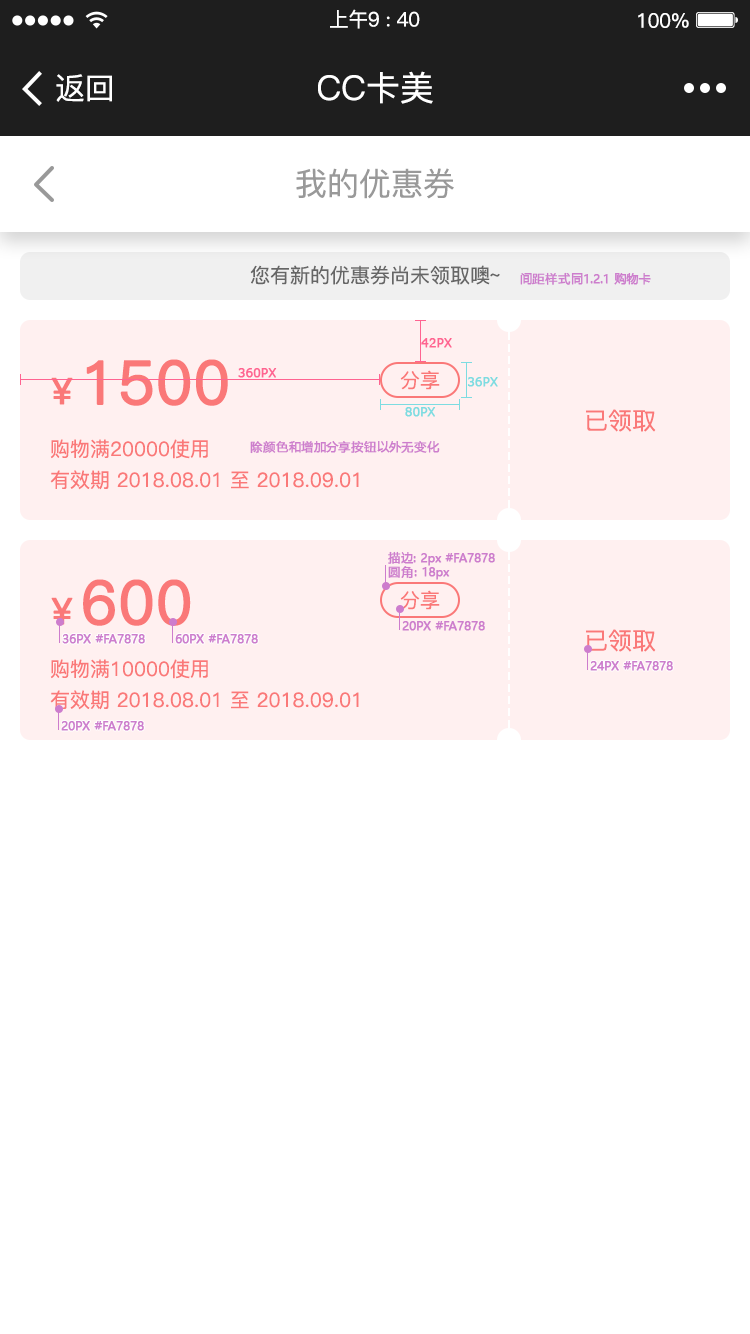 上午9 : 40
100%
返回
CC卡美
我的优惠券
您有新的优惠券尚未领取噢~
间距样式同1.2.1 购物卡
42PX
¥1500
360PX
分享
36PX
80PX
已领取
购物满20000使用
除颜色和增加分享按钮以外无变化
有效期 2018.08.01 至 2018.09.01
描边: 2px #FA7878
圆角: 18px
¥600
分享
20PX #FA7878
36PX #FA7878
60PX #FA7878
已领取
24PX #FA7878
购物满10000使用
有效期 2018.08.01 至 2018.09.01
20PX #FA7878